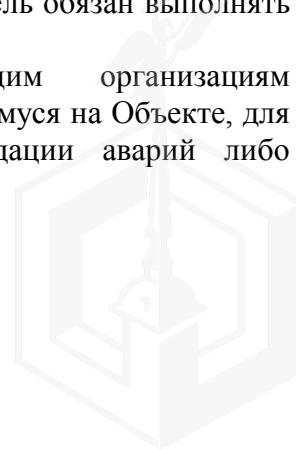 ель обязан выполнять
щим организациям
муся на Объекте, для
дации аварий либо